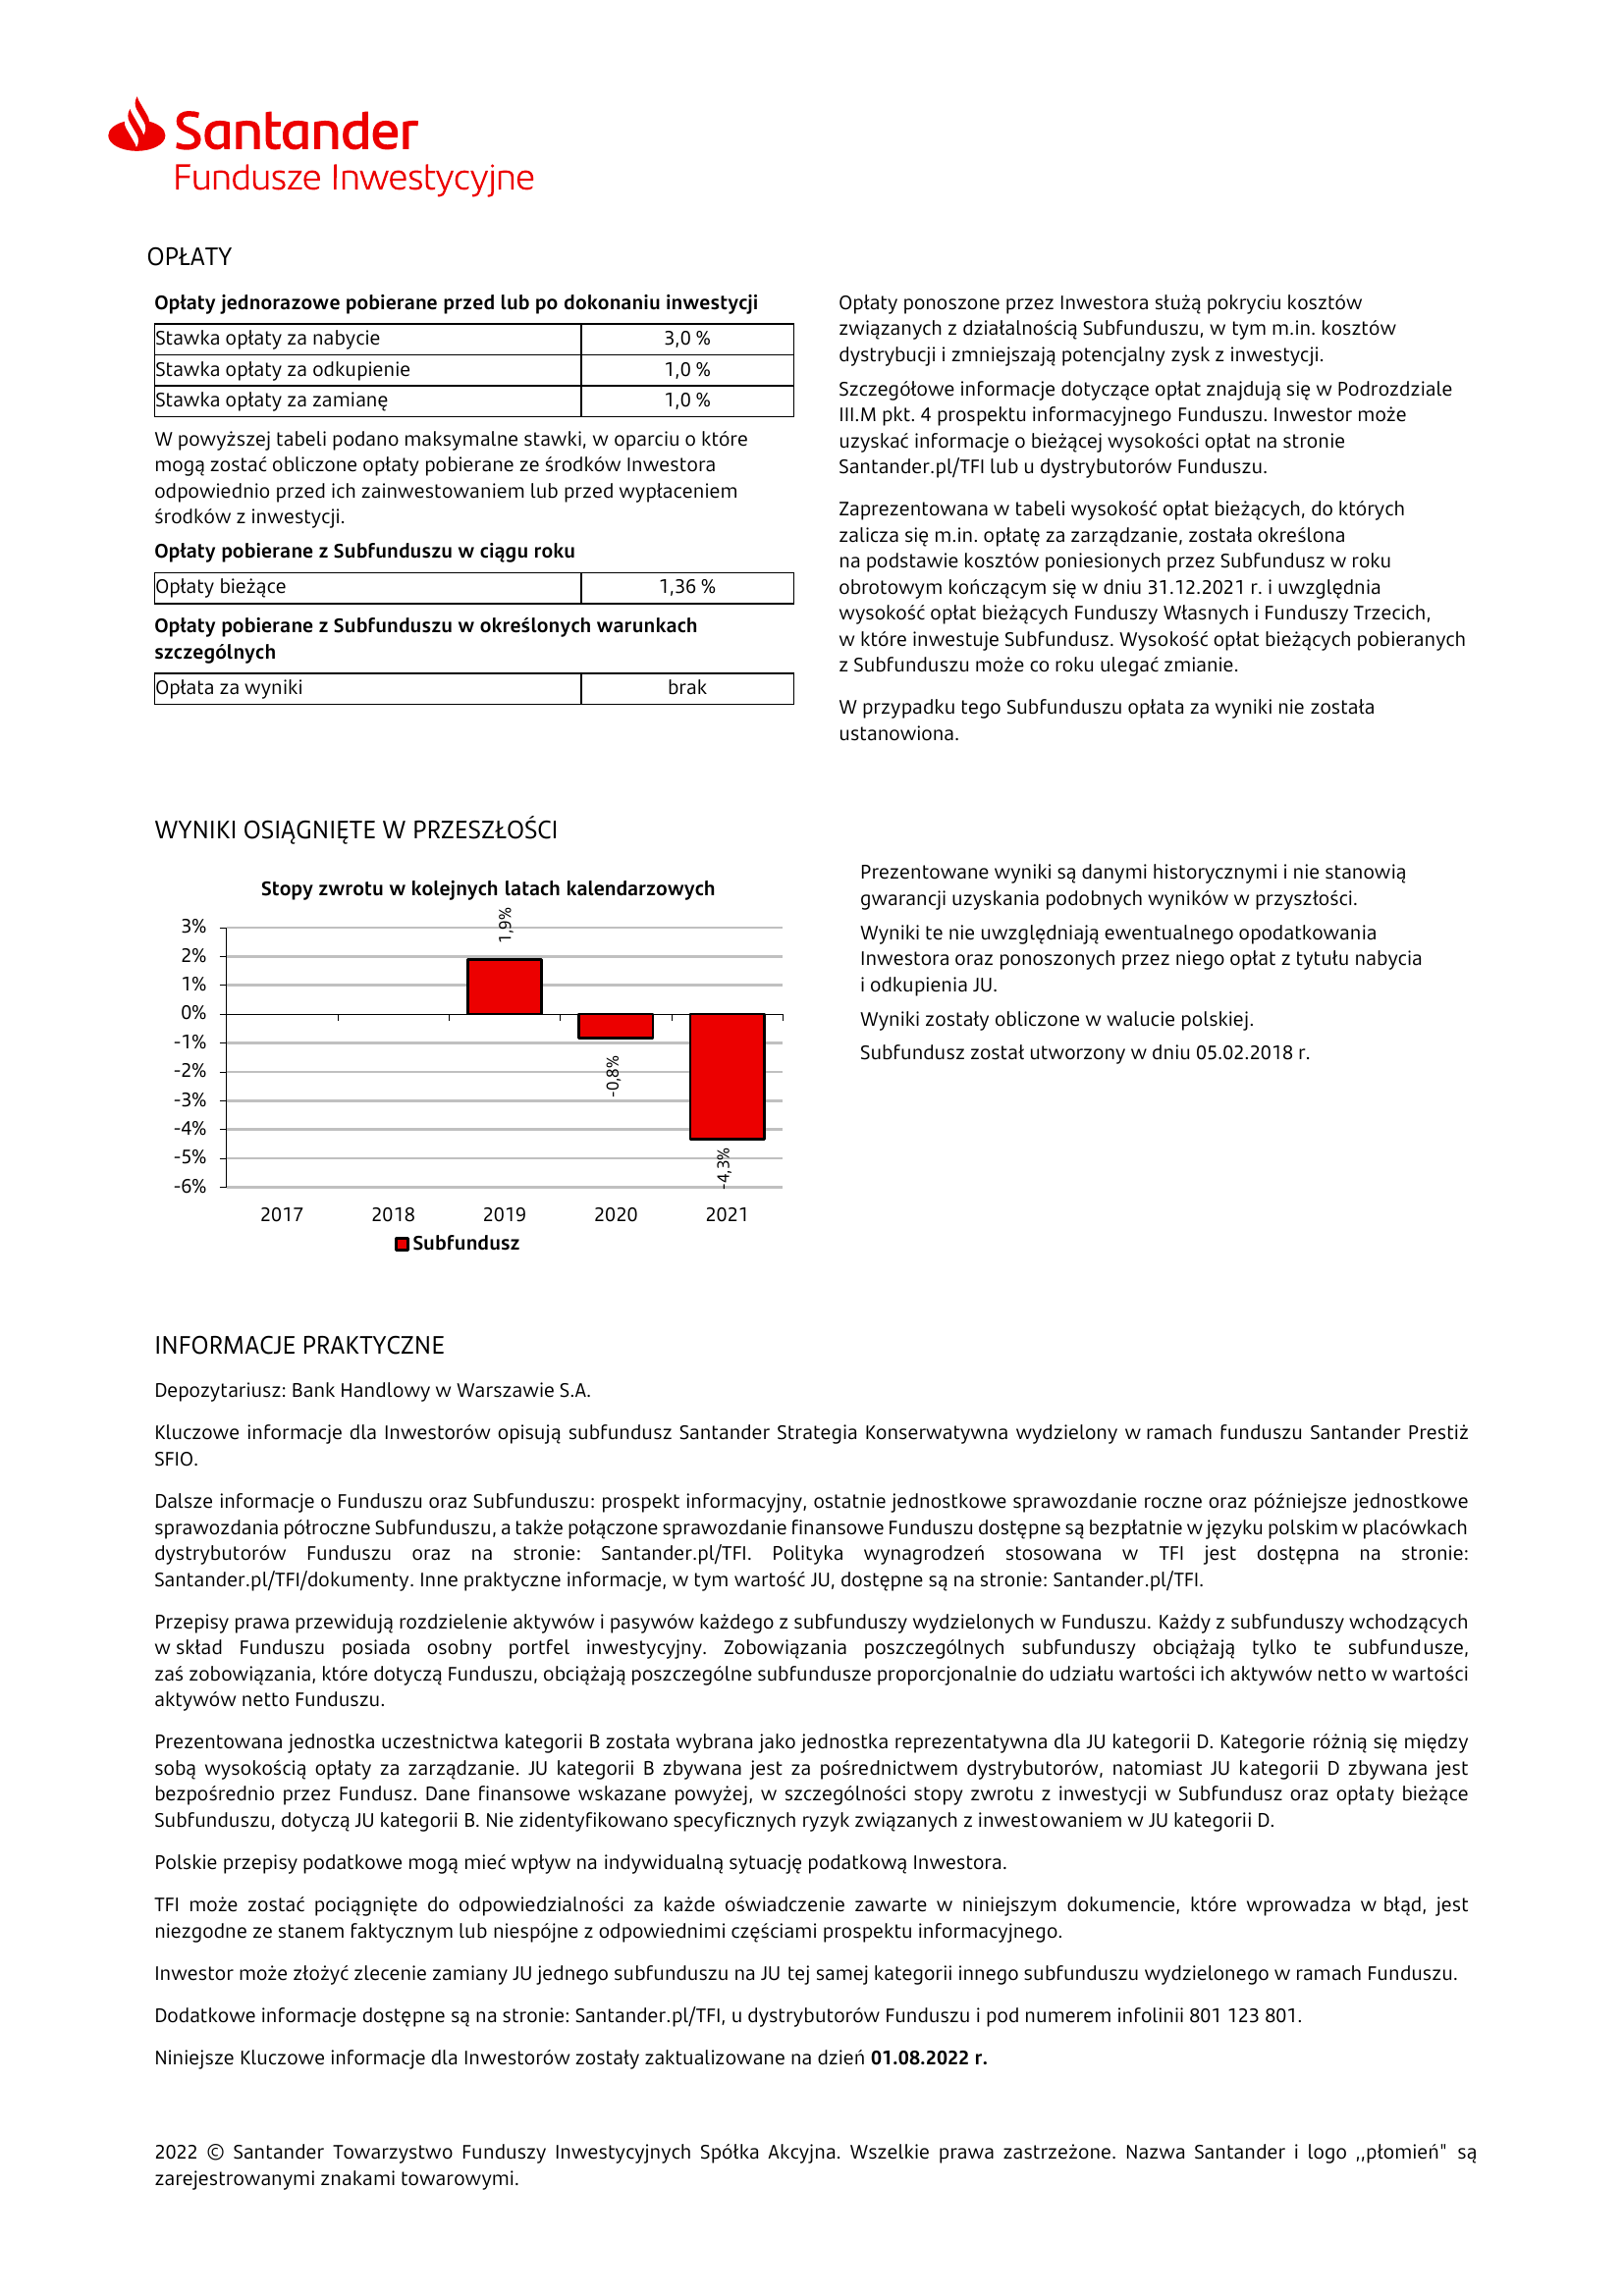 Santander
Fundusze Inwestycyjne
OPŁATY
Opłaty jednorazowe pobierane przed lub po dokonaniu inwestycji
Stawka opłaty za nabycie 3,0 %
Stawka opłaty za odkupienie 1,0 %
Stawka opłaty za zamianę 1,0 %
W powyższej tabeli podano maksymalne stawki, w oparciu o które
mogą zostać obliczone opłaty pobierane ze środków Inwestora
odpowiednio przed ich zainwestowaniem lub przed wypłaceniem
środków z inwestycji.
Opłaty pobierane z Subfunduszu w ciągu roku
Opłaty bieżące 1,36 %
Opłaty pobierane z Subfunduszu w określonych warunkach
szczególnych
Opłata za wyniki brak
Opłaty ponoszone przez Inwestora służą pokryciu kosztów
związanych z działalnością Subfunduszu, w tym m.in. kosztów
dystrybucji i zmniejszają potencjalny zysk z inwestycji.
Szczegółowe informacje dotyczące opłat znajdują się w Podrozdziale
III.M pkt. 4 prospektu informacyjnego Funduszu. Inwestor może
uzyskać informacje o bieżącej wysokości opłat na stronie
Santander.pl/TFI lub u dystrybutorów Funduszu.
Zaprezentowana w tabeli wysokość opłat bieżących, do których
zalicza się m.in. opłatę za zarządzanie, została określona
na podstawie kosztów poniesionych przez Subfundusz w roku
obrotowym kończącym się w dniu 31.12.2021 r. i uwzględnia
wysokość opłat bieżących Funduszy Własnych i Funduszy Trzecich,
w które inwestuje Subfundusz. Wysokość opłat bieżących pobieranych
z Subfunduszu może co roku ulegać zmianie.
W przypadku tego Subfunduszu opłata za wyniki nie została
ustanowiona.
WYNIKI OSIĄGNIĘTE W PRZESZŁOŚCI
Stopy zwrotu w kolejnych latach kalendarzowych
3%
2%
1%
0%
-1%
-2%
-3%
-4%
-5%
-6%
1,9%
-0,8%
-4,3%
2017 2018 2019 2020 2021
Subfundusz
Prezentowane wyniki są danymi historycznymi i nie stanowią
gwarancji uzyskania podobnych wyników w przyszłości.
Wyniki te nie uwzględniają ewentualnego opodatkowania
Inwestora oraz ponoszonych przez niego opłat z tytułu nabycia
i odkupienia JU.
Wyniki zostały obliczone w walucie polskiej.
Subfundusz został utworzony w dniu 05.02.2018 r.
INFORMACJE PRAKTYCZNE
Depozytariusz: Bank Handlowy w Warszawie S.A.
Kluczowe informacje dla Inwestorów opisują subfundusz Santander Strategia Konserwatywna wydzielony w ramach funduszu Santander Prestiż
SFIO.
Dalsze informacje o Funduszu oraz Subfunduszu: prospekt informacyjny, ostatnie jednostkowe sprawozdanie roczne oraz późniejsze jednostkowe
sprawozdania półroczne Subfunduszu, a także połączone sprawozdanie finansowe Funduszu dostępne są bezpłatnie w języku polskim w placówkach
dystrybutorów Funduszu oraz na stronie: Santander.pl/TFI. Polityka wynagrodzeń stosowana w TFI jest dostępna na stronie:
Santander.pl/TFI/dokumenty. Inne praktyczne informacje, w tym wartość JU, dostępne są na stronie: Santander.pl/TFI.
Przepisy prawa przewidują rozdzielenie aktywów i pasywów każdego z subfunduszy wydzielonych w Funduszu. Każdy z subfunduszy wchodzących
w skład Funduszu posiada osobny portfel inwestycyjny. Zobowiązania poszczególnych subfunduszy obciążają tylko te subfundusze,
zaś zobowiązania, które dotyczą Funduszu, obciążają poszczególne subfundusze proporcjonalnie do udziału wartości ich aktywów netto w wartości
aktywów netto Funduszu.
Prezentowana jednostka uczestnictwa kategorii B została wybrana jako jednostka reprezentatywna dla JU kategorii D. Kategorie różnią się między
sobą wysokością opłaty za zarządzanie. JU kategorii B zbywana jest za pośrednictwem dystrybutorów, natomiast JU kategorii D zbywana jest
bezpośrednio przez Fundusz. Dane finansowe wskazane powyżej, w szczególności stopy zwrotu z inwestycji w Subfundusz oraz opłaty bieżące
Subfunduszu, dotyczą JU kategorii B. Nie zidentyfikowano specyficznych ryzyk związanych z inwestowaniem w JU kategorii D.
Polskie przepisy podatkowe mogą mieć wpływ na indywidualną sytuację podatkową Inwestora.
TFI może zostać pociągnięte do odpowiedzialności za każde oświadczenie zawarte w niniejszym dokumencie, które wprowadza w błąd, jest
niezgodne ze stanem faktycznym lub niespójne z odpowiednimi częściami prospektu informacyjnego.
Inwestor może złożyć zlecenie zamiany JU jednego subfunduszu na JU tej samej kategorii innego subfunduszu wydzielonego w ramach Funduszu.
Dodatkowe informacje dostępne są na stronie: Santander.pl/TFI, u dystrybutorów Funduszu i pod numerem infolinii 801 123 801.
Niniejsze Kluczowe informacje dla Inwestorów zostały zaktualizowane na dzień 01.08.2022 r.
2022 © Santander Towarzystwo Funduszy Inwestycyjnych Spółka Akcyjna. Wszelkie prawa zastrzeżone. Nazwa Santander i logo ,,płomień" są
zarejestrowanymi znakami towarowymi.